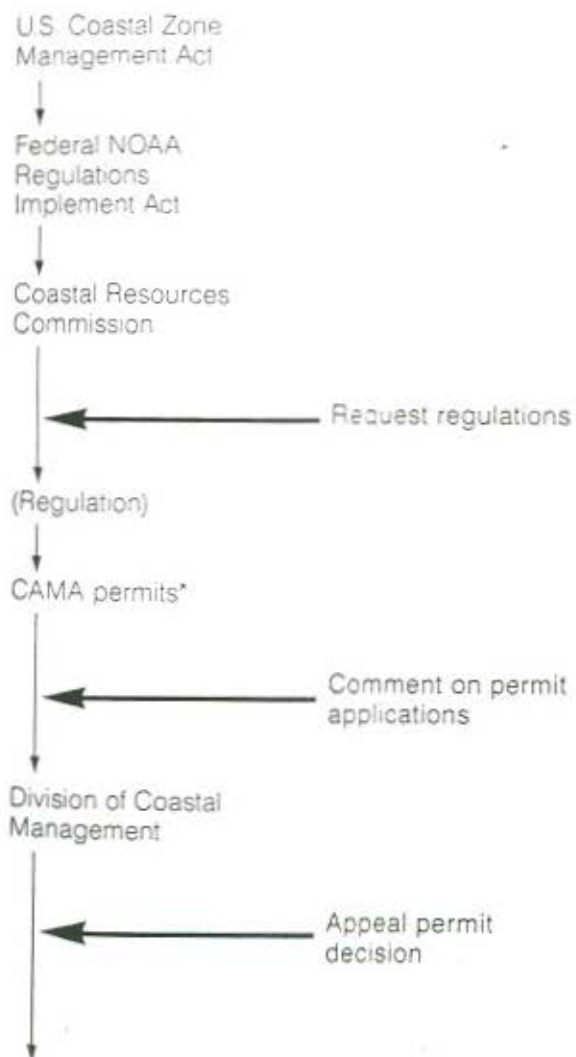 U.S. Coastal Zone
Management Act
Federal NOAA
Regulations
Implement Act
Coastal Resources
Commission
Request regulations
(Regulation)
CAMA permits*
Comment on permit
applications
Division of Coastal
Management
Appeal permit
decision